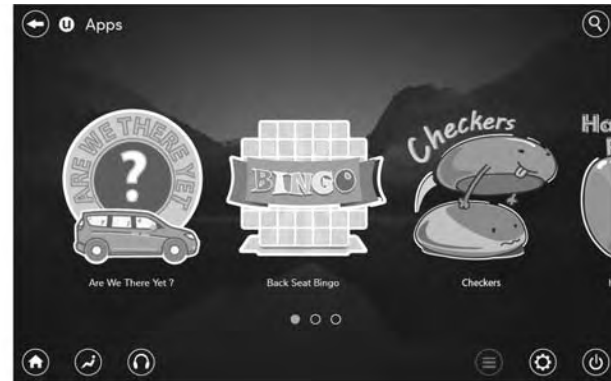 u Apps
ARE WE THERE YET
?
BINGO
Checkers
Are We There Yet ?
Back Seat Bingo
Checkers